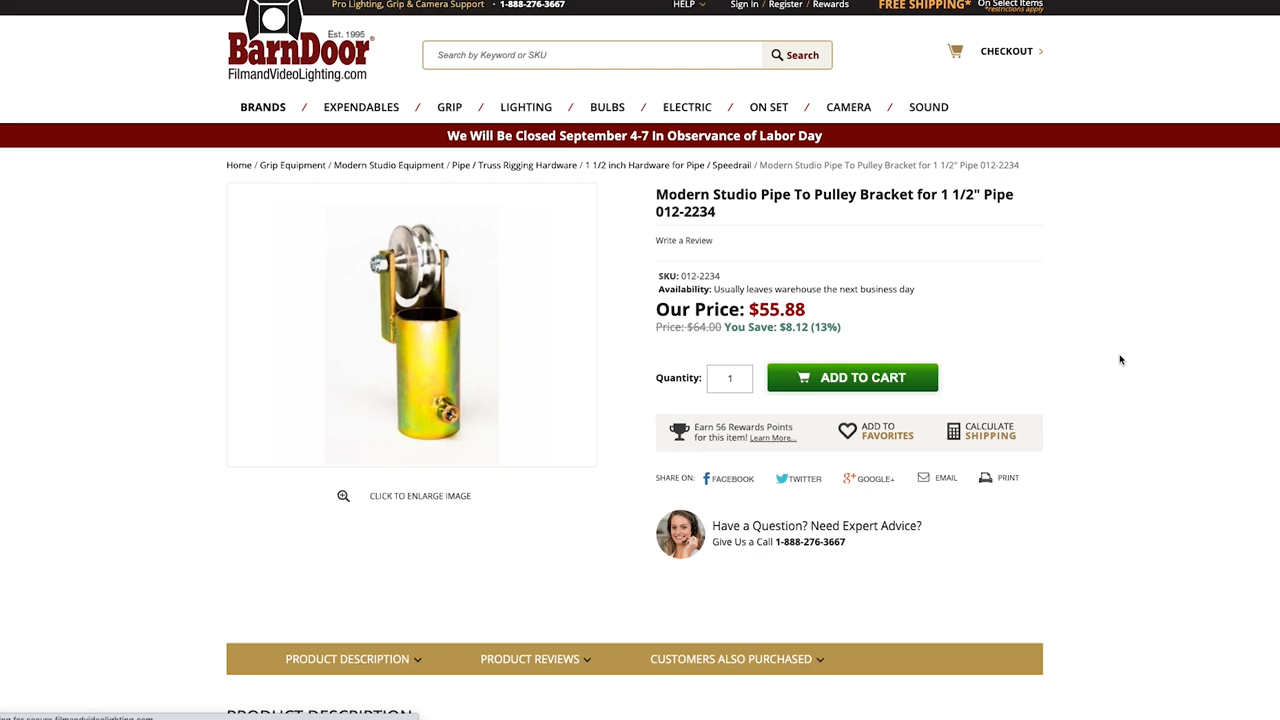 Pro Lighting, Grip & Camera Support · 1-888-276-3667
HELP
Sign In / Register / Rewards
FREE SHIPPING* On Select Items
*restrictions apply
Est. 1995
BarnDoor®
FilmandVideoLighting.com
Search by Keyword or SKU
Search
CHECKOUT
BRANDS / EXPENDABLES / GRIP / LIGHTING / BULBS / ELECTRIC / ON SET / CAMERA / SOUND
We Will Be Closed September 4-7 In Observance of Labor Day
Home / Grip Equipment / Modern Studio Equipment / Pipe / Truss Rigging Hardware / 1 1/2 inch Hardware for Pipe / Speedrail / Modern Studio Pipe To Pulley Bracket for 1 1/2" Pipe 012-2234
Modern Studio Pipe To Pulley Bracket for 1 1/2" Pipe
012-2234
Write a Review
SKU: 012-2234
Availability: Usually leaves warehouse the next business day
Our Price: $55.88
Price: $64.00 You Save: $8.12 (13%)
Quantity: 1 ADD TO CART
Earn 56 Rewards Points
for this item! Learn More...
ADD TO
FAVORITES
CALCULATE
SHIPPING
SHARE ON: FACEBOOK TWITTER GOOGLE+ EMAIL PRINT
CLICK TO ENLARGE IMAGE
Have a Question? Need Expert Advice?
Give Us a Call 1-888-276-3667
PRODUCT DESCRIPTION PRODUCT REVIEWS CUSTOMERS ALSO PURCHASED
PRODUCT DESCRIPTION
ing for secure.filmandvideolighting.com